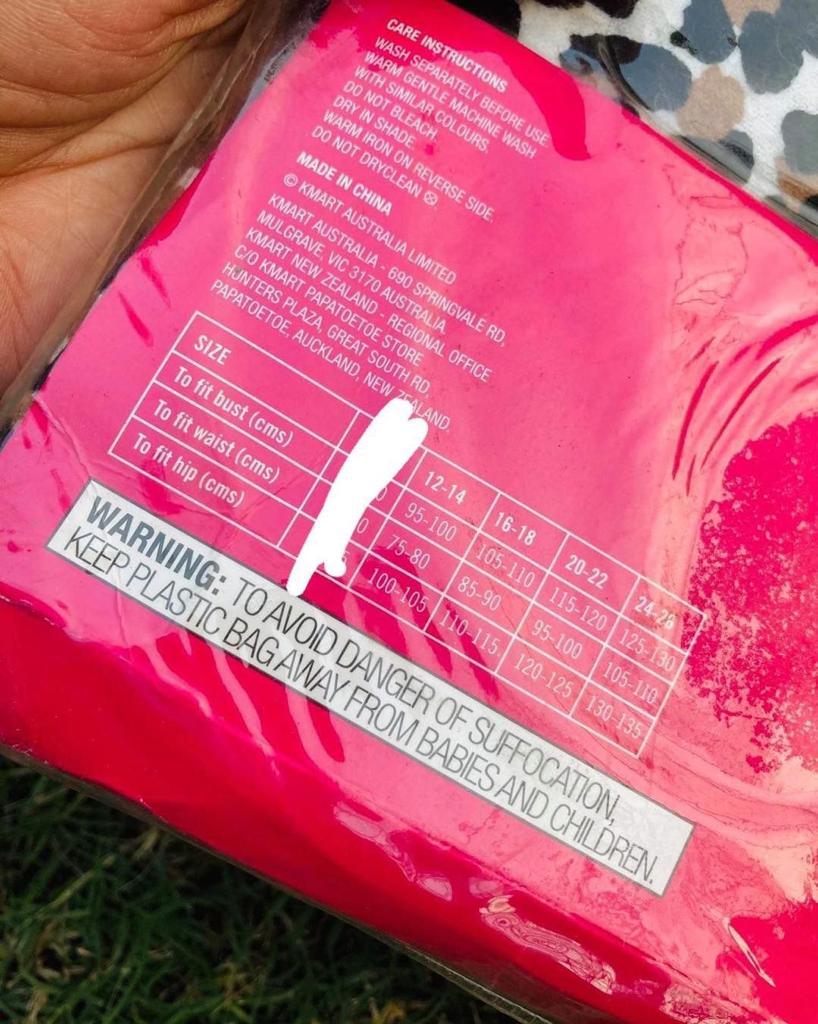 CARE INSTRUCTIONS
WASH SEPARATELY BEFORE USE
WARM GENTLE MACHINE WASH
WITH SIMILAR COLOURS.
DO NOT BLEACH
DRY IN SHADE
WARM IRON ON REVERSE SIDE.
DO NOT DRYCLEAN
MADE IN CHINA
© KMART AUSTRALIA LIMITED
KMART AUSTRALIA - 690 SPRINGVALE RD,
MULGRAVE, VIC 3170 AUSTRALIA
KMART NEW ZEALAND - REGIONAL OFFICE
C/O KMART PAPATOETOE STORE
HUNTERS PLAZA, GREAT SOUTH RD
PAPATOETOE, AUCKLAND, NEW ZEALAND.
SIZE 12-14 16-18 20-22 24-26
To fit bust (cms) 95-100 105-110 115-120 125-130
To fit waist (cms) 75-80 85-90 95-100 105-110
To fit hip (cms) 100-105 110-115 120-125 130-135
WARNING: TO AVOID DANGER OF SUFFOCATION,
KEEP PLASTIC BAG AWAY FROM BABIES AND CHILDREN.